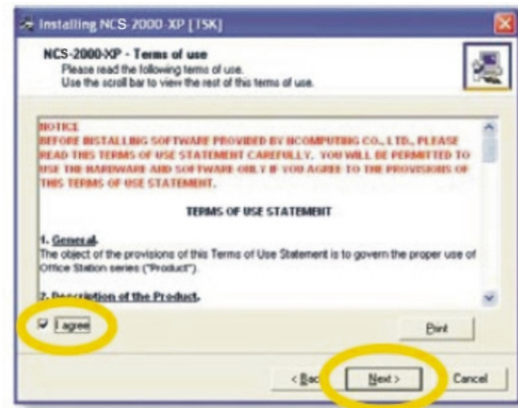 Installing NCS-2000-XP [TSK]
NCS-2000-XP - Terms of use
Please read the following terms of use.
Use the scroll bar to view the rest of this terms of use.
NOTICE
BEFORE INSTALLING SOFTWARE PROVIDED BY NCOMPUTING CO., LTD., PLEASE
READ THIS TERMS OF USE STATEMENT CAREFULLY. YOU WILL BE PERMITTED TO
USE THE HARDWARE AND SOFTWARE ONLY IF YOU AGREE TO THE PROVISIONS OF
THIS TERMS OF USE STATEMENT.
TERMS OF USE STATEMENT
1. General.
The object of the provisions of this Terms of Use Statement is to govern the proper use of
Office Station series ("Product").
2. Description of the Product.
I agree
Print
< Bac
Next >
Cancel